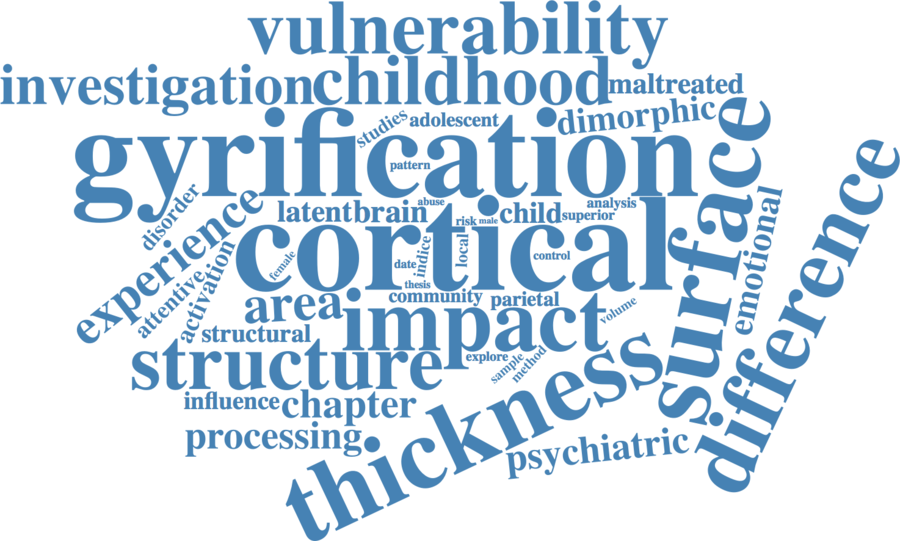 vulnerability
investigation childhood maltreated
studies adolescent dimorphic
gyrification surface
pattern
disorder experience latent brain abuse child superior analysis
risk male
cortical difference
attentive activation female date indice local control emotional
thesis
area community parietal
structural impact volume
structure explore sample method
influence chapter thickness
processing psychiatric